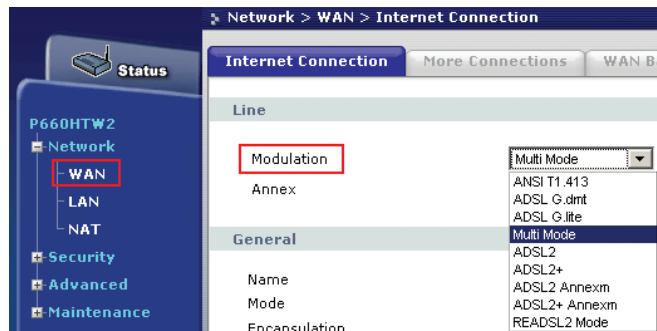 Network > WAN > Internet Connection
Status
Internet Connection
More Connections
WAN B
P660HTW2
Network
WAN
LAN
NAT
Security
Advanced
Maintenance
Line
Modulation
Multi Mode
Annex
ANSI T1.413
ADSL G.dmt
ADSL G.lite
Multi Mode
ADSL2
ADSL2+
ADSL2 Annexm
ADSL2+ Annexm
READSL2 Mode
General
Name
Mode
Encapsulation